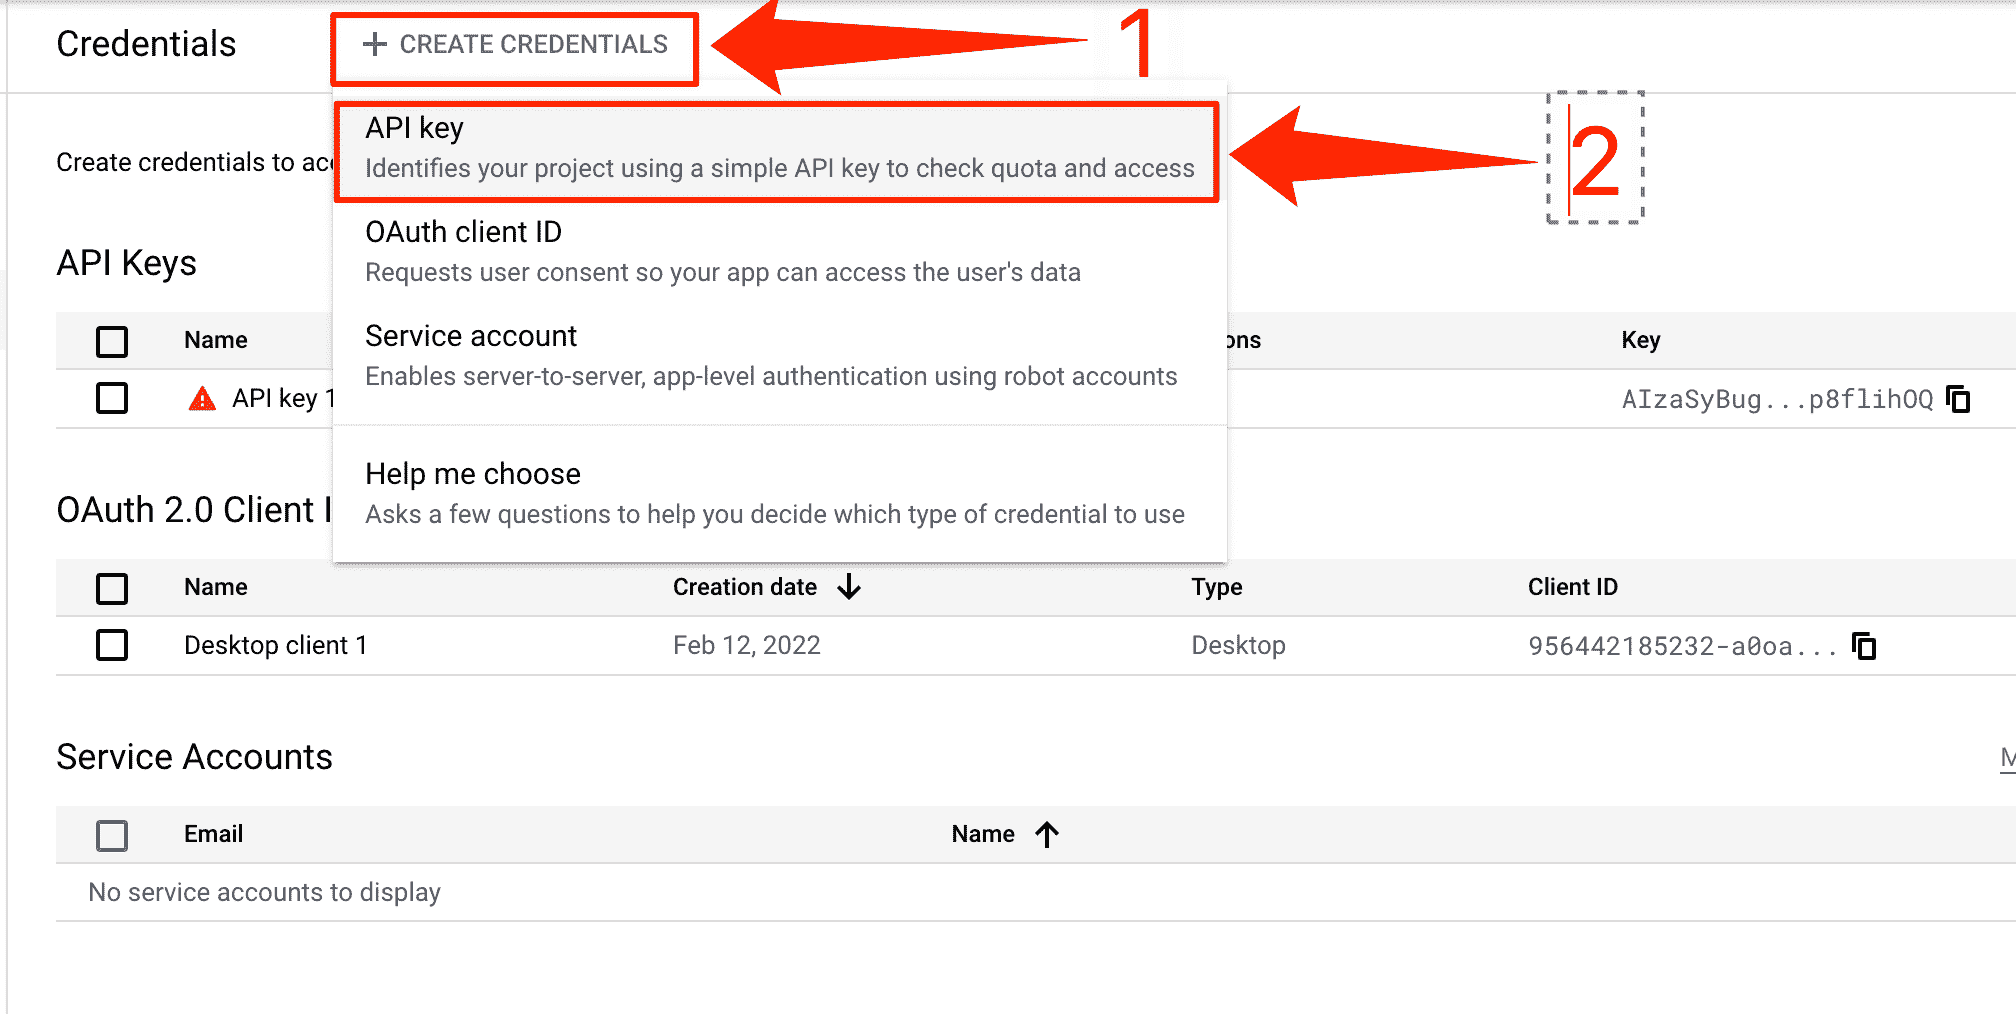 Credentials
+ CREATE CREDENTIALS
1
API key
Identifies your project using a simple API key to check quota and access
2
Create credentials to acc
OAuth client ID
Requests user consent so your app can access the user's data
API Keys
Service account
Enables server-to-server, app-level authentication using robot accounts
Name ons Key
API key 1 AIzaSyBug...p8flihOQ
Help me choose
Asks a few questions to help you decide which type of credential to use
OAuth 2.0 Client I
Name Creation date Type Client ID
Desktop client 1 Feb 12, 2022 Desktop 956442185232-a0oa...
Service Accounts
M
Email Name
No service accounts to display